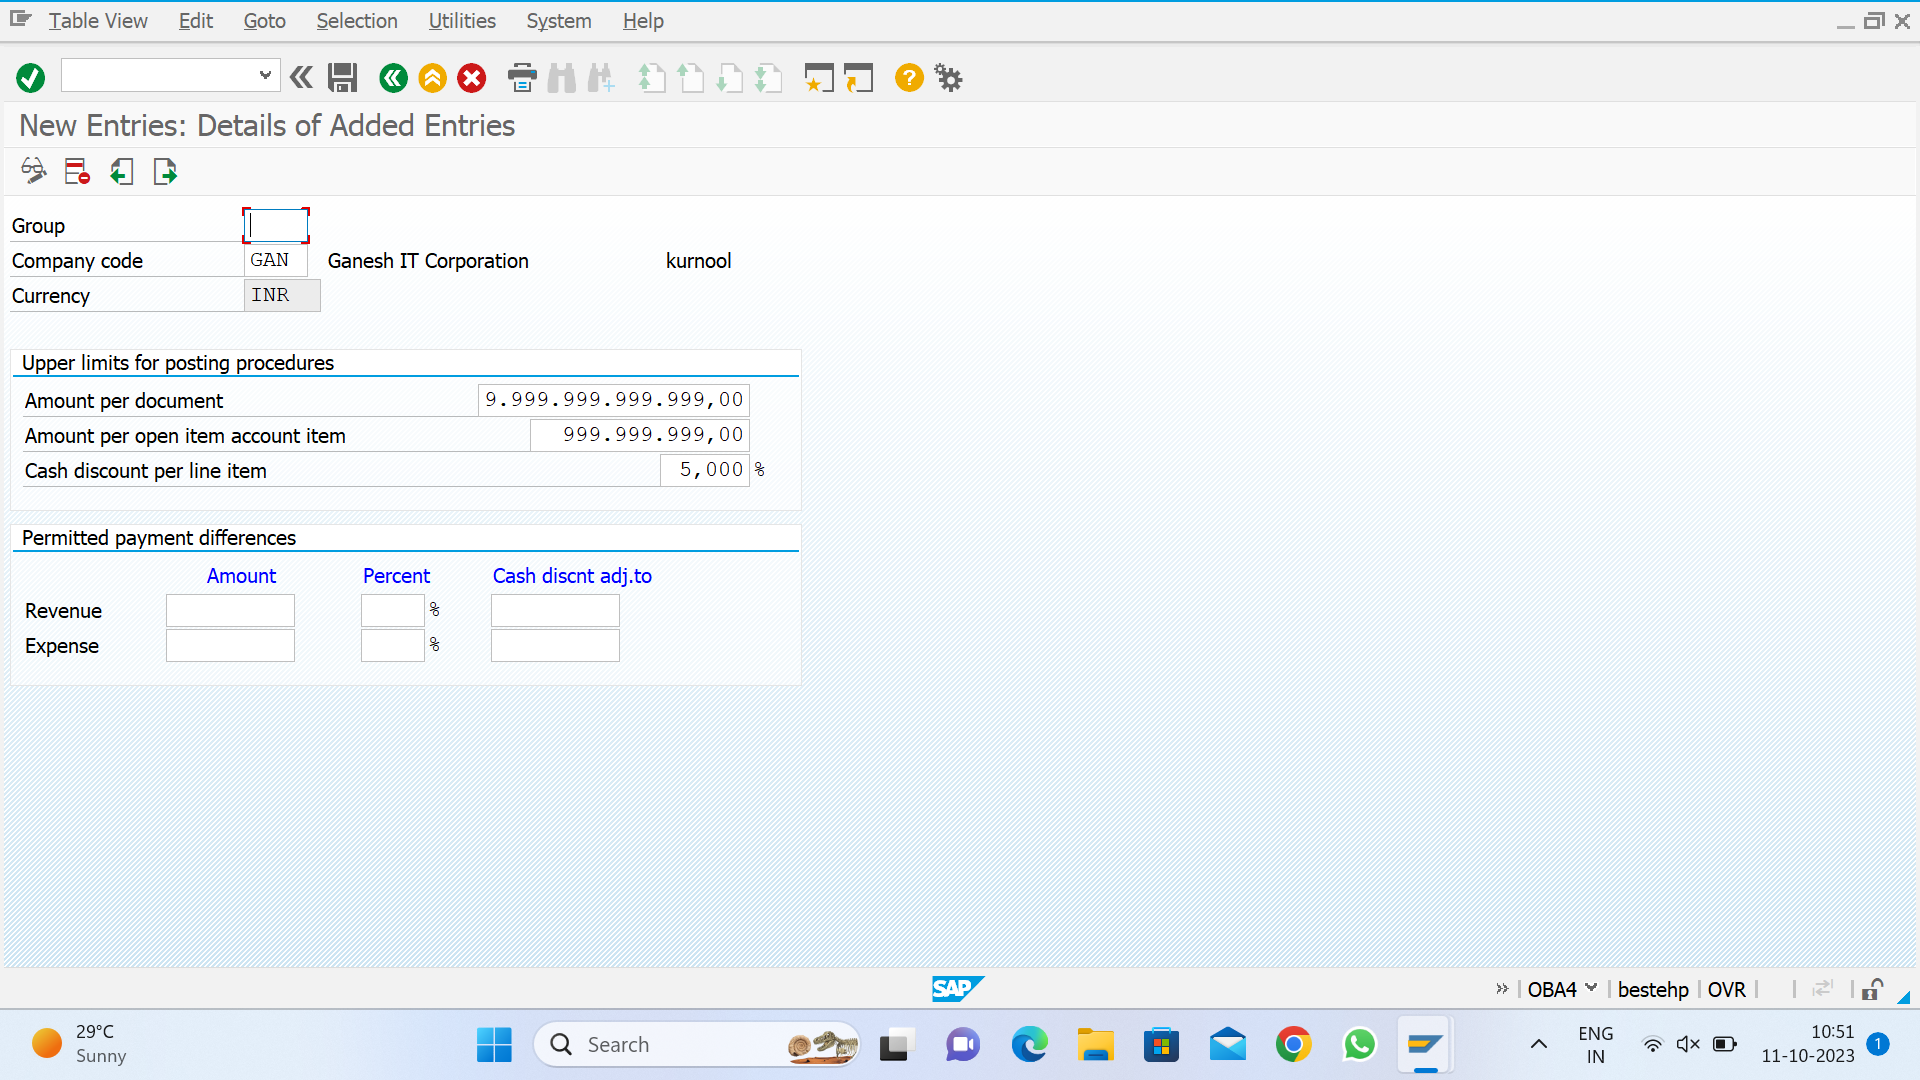 Table View Edit Goto Selection Utilities System Help
New Entries: Details of Added Entries
Group
Company code GAN Ganesh IT Corporation kurnool
Currency INR
Upper limits for posting procedures
Amount per document 9.999.999.999.999,00
Amount per open item account item 999.999.999,00
Cash discount per line item 5,000 %
Permitted payment differences
Amount Percent Cash discnt adj.to
Revenue %
Expense %
SAP
OBA4 bestehp OVR
29°C
Sunny
Search
ENG
IN
10:51
11-10-2023
1